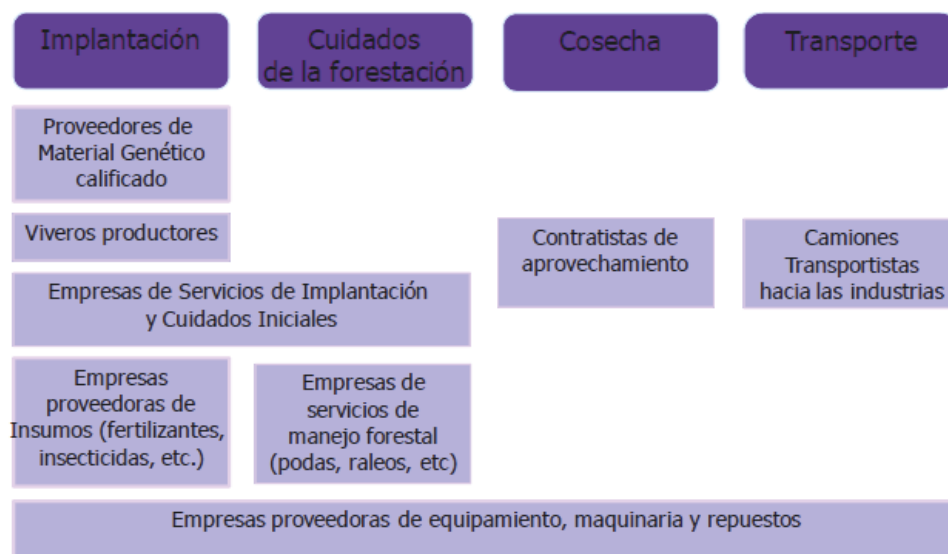 Implantación
Cuidados
de la forestación
Cosecha
Transporte
Proveedores de
Material Genético
calificado
Viveros productores
Contratistas de
aprovechamiento
Camiones
Transportistas
hacia las industrias
Empresas de Servicios de Implantación
y Cuidados Iniciales
Empresas
proveedoras de
Insumos (fertilizantes,
insecticidas, etc.)
Empresas de
servicios de
manejo forestal
(podas, raleos, etc)
Empresas proveedoras de equipamiento, maquinaria y repuestos